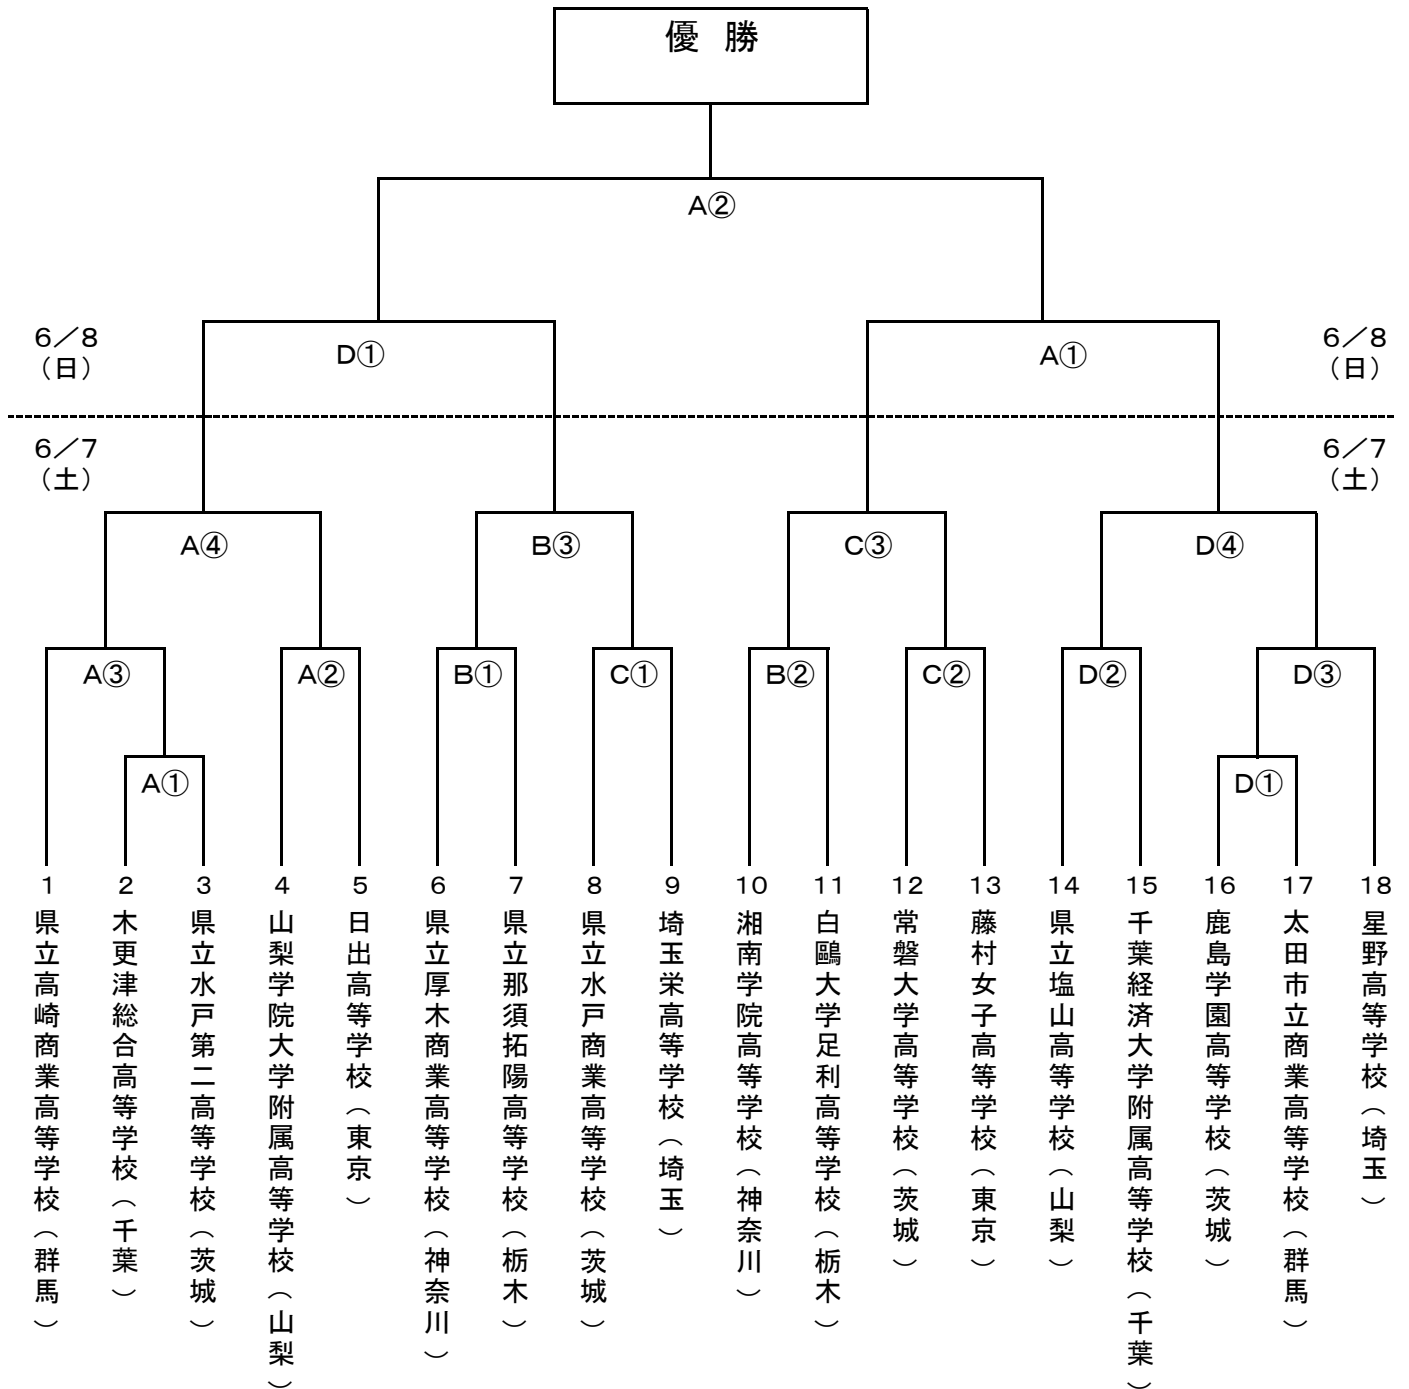 優 勝
A②
6/8
(日)
D①
A①
6/8
(日)
6/7
(土)
6/7
(土)
A④
B③
C③
D④
A③
A②
B①
C①
B②
C②
D②
D③
A①
D①
1
2
3
4
5
6
7
8
9
10
11
12
13
14
15
16
17
18
県立高崎商業高等学校(群馬)
木更津総合高等学校(千葉)
県立水戸第二高等学校(茨城)
山梨学院大学附属高等学校(山梨)
日出高等学校(東京)
県立厚木商業高等学校(神奈川)
県立那須拓陽高等学校(栃木)
県立水戸商業高等学校(茨城)
埼玉栄高等学校(埼玉)
湘南学院高等学校(神奈川)
白鷗大学足利高等学校(栃木)
常磐大学高等学校(茨城)
藤村女子高等学校(東京)
県立塩山高等学校(山梨)
千葉経済大学附属高等学校(千葉)
鹿島学園高等学校(茨城)
太田市立商業高等学校(群馬)
星野高等学校(埼玉)